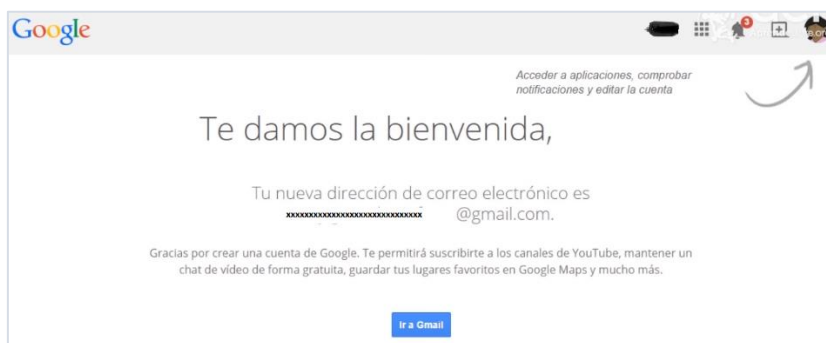 Google
3
Acceder a aplicaciones, comprobar
notificaciones y editar la cuenta
Te damos la bienvenida,
Tu nueva dirección de correo electrónico es
xxxxxxxxxxxxxxxxxxxxxxxxxxxxxx @gmail.com.
Gracias por crear una cuenta de Google. Te permitirá suscribirte a los canales de YouTube, mantener un
chat de vídeo de forma gratuita, guardar tus lugares favoritos en Google Maps y mucho más.
Ir a Gmail